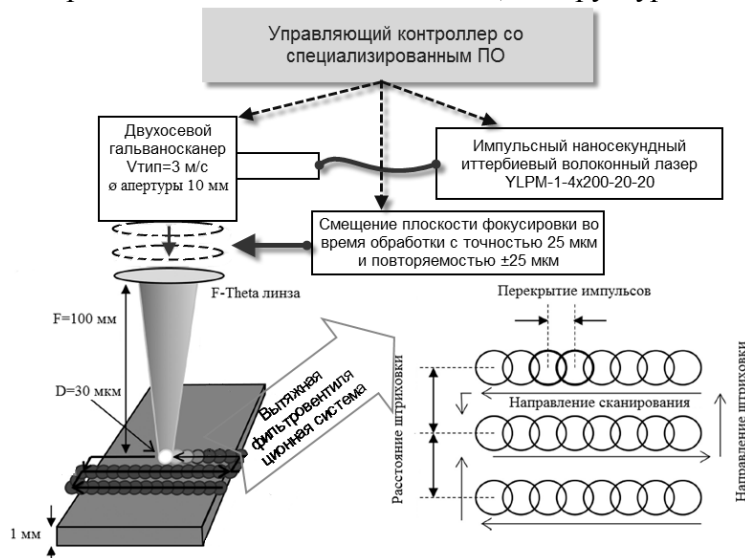 Управляющий контроллер со
специализированным ПО
Двухосевой
гальваносканер
Vтип=3 м/с
ø апертуры 10 мм
Импульсный наносекундный
иттербиевый волоконный лазер
YLPM-1-4x200-20-20
Смещение плоскости фокусировки во
время обработки с точностью 25 мкм
и повторяемостью ±25 мкм
F-Theta линза
F=100 мм
D=30 мкм
1 мм
Вытяжная
фильтровентиля
ционная система
Перекрытие импульсов
Расстояние штриховки
Направление сканирования
Направление штриховки